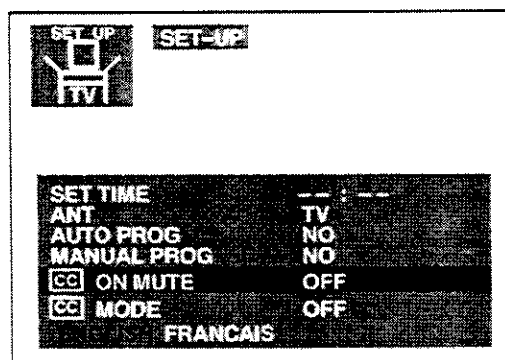 SET UP
SET-UP
TV
SET TIME -- : --
ANT TV
AUTO PROG NO
MANUAL PROG NO
CC ON MUTE OFF
CC MODE OFF
FRANCAIS